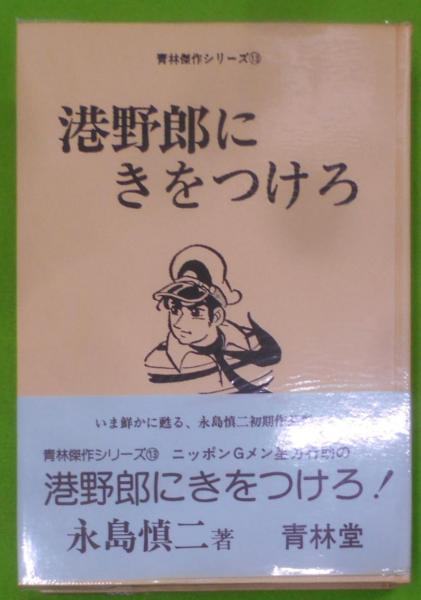 青林傑作シリーズ⑬
港野郎に
きをつけろ
いま鮮かに甦る、永島慎二初期作
青林傑作シリーズ⑬ ニッポンGメン
港野郎にきをつけろ!
永島慎二著 青林堂